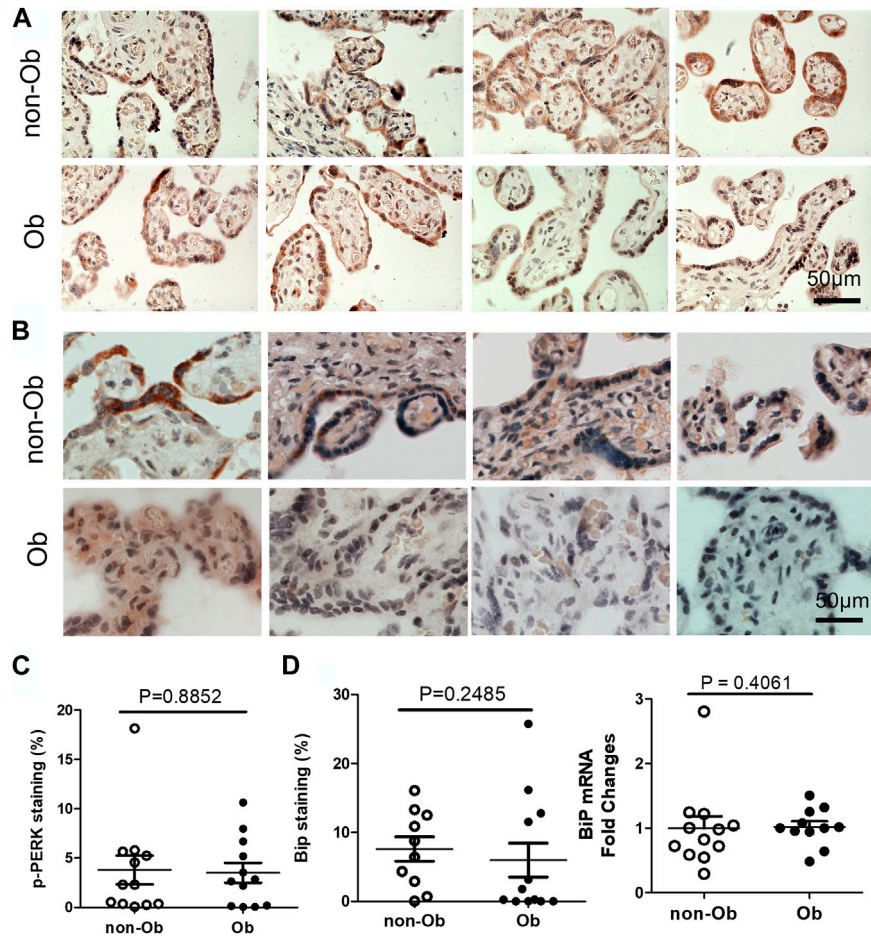 A
non-Ob
Ob
50µm
B
non-Ob
Ob
50µm
C
P=0.8852
p-PERK staining (%)
20
15
10
5
0
non-Ob
Ob
D
P=0.2485
Bip staining (%)
30
20
10
0
non-Ob
Ob
P = 0.4061
BiP mRNA
Fold Changes
3
2
1
0
non-Ob
Ob